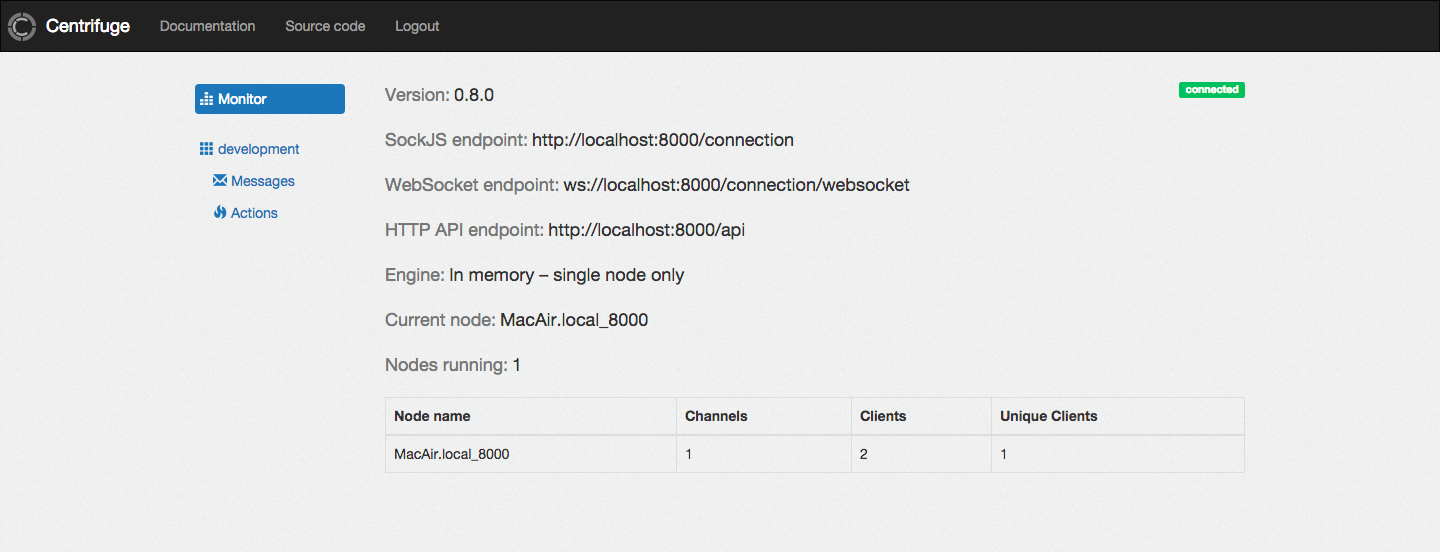 Centrifuge Documentation Source code Logout
Monitor
development
Messages
Actions
connected
Version: 0.8.0
SockJS endpoint: http://localhost:8000/connection
WebSocket endpoint: ws://localhost:8000/connection/websocket
HTTP API endpoint: http://localhost:8000/api
Engine: In memory – single node only
Current node: MacAir.local_8000
Nodes running: 1
Node name Channels Clients Unique Clients
MacAir.local_8000 1 2 1